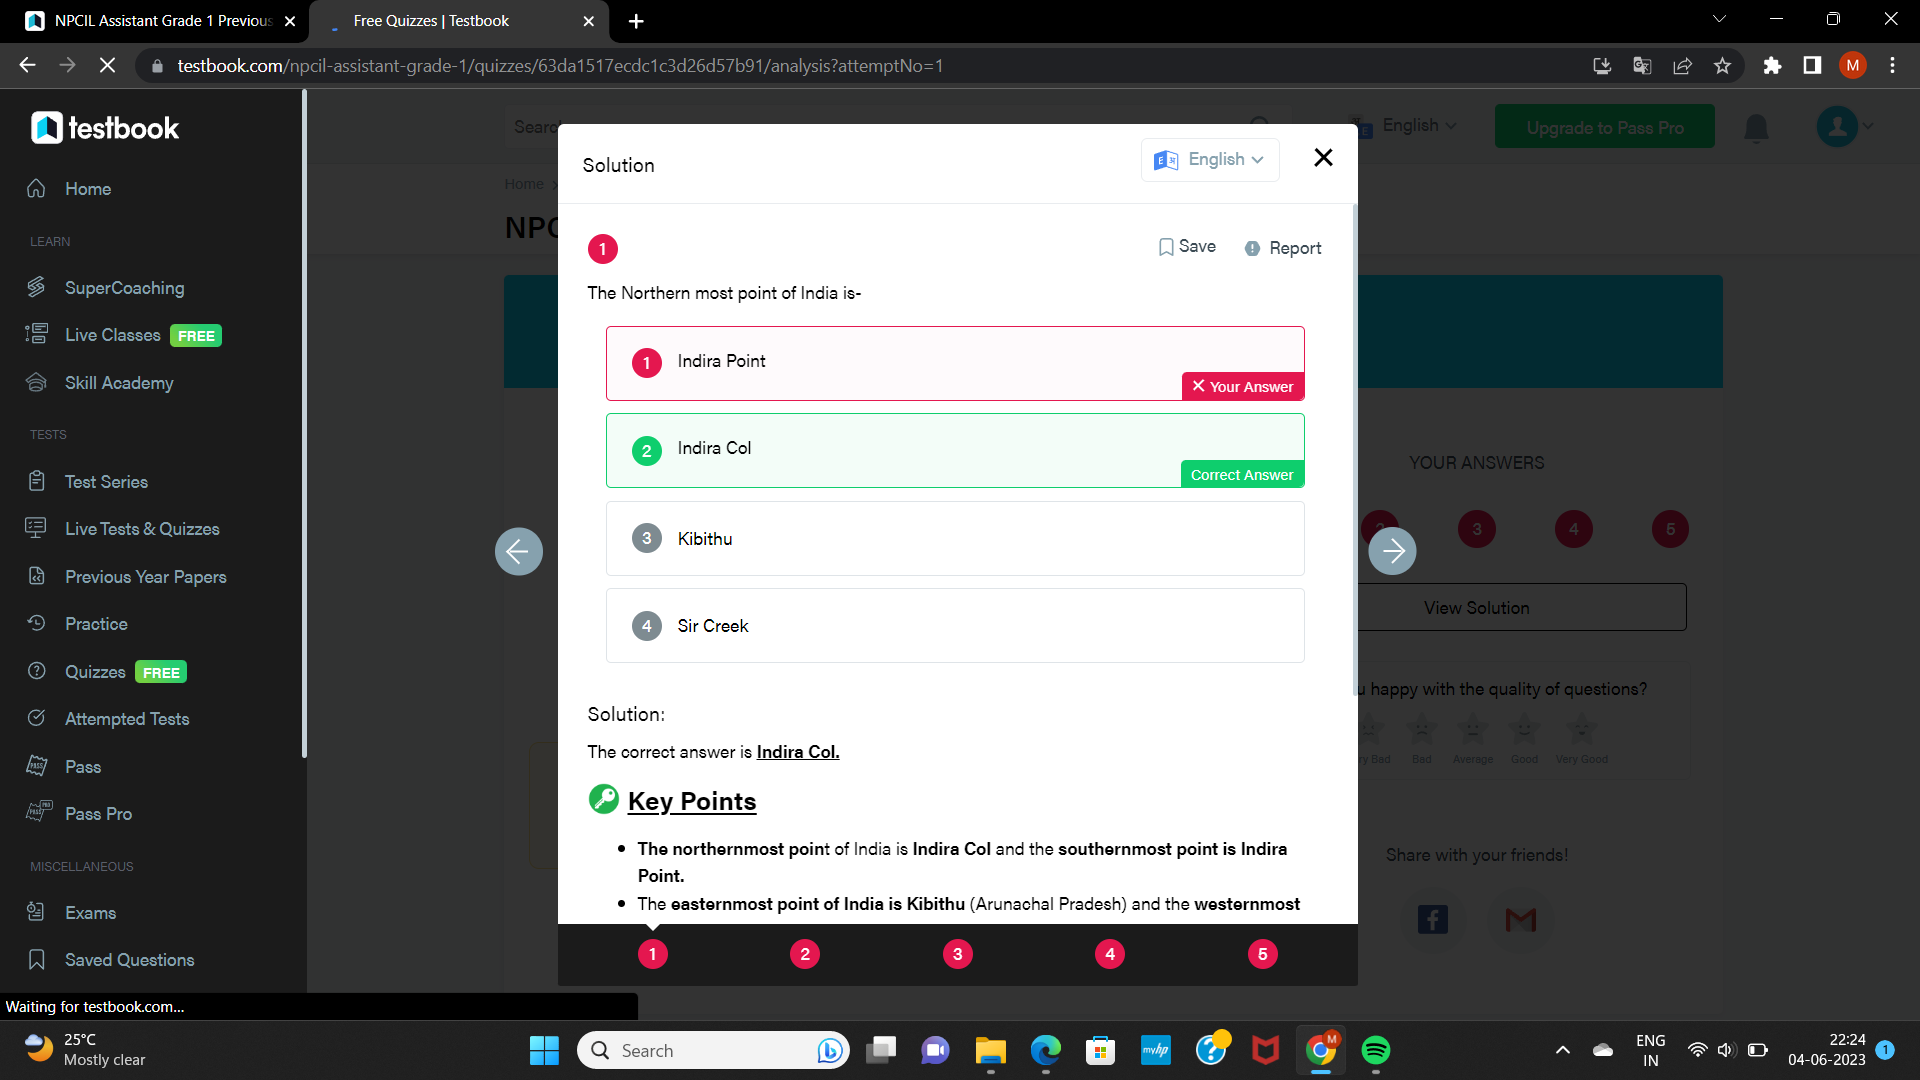 NPCIL Assistant Grade 1 Previous
Free Quizzes | Testbook
testbook.com/npcil-assistant-grade-1/quizzes/63da1517ecdc1c3d26d57b91/analysis?attemptNo=1
M
testbook
Home
LEARN
SuperCoaching
Live Classes FREE
Skill Academy
TESTS
Test Series
Live Tests & Quizzes
Previous Year Papers
Practice
Quizzes FREE
Attempted Tests
Pass
Pass Pro
MISCELLANEOUS
Exams
Saved Questions
Waiting for testbook.com...
Search
English
Upgrade to Pass Pro
Home
NPC
Solution
English
1
Save
Report
The Northern most point of India is-
1 Indira Point
Your Answer
2 Indira Col
Correct Answer
3 Kibithu
4 Sir Creek
Solution:
The correct answer is Indira Col.
Key Points
• The northernmost point of India is Indira Col and the southernmost point is Indira
Point.
• The easternmost point of India is Kibithu (Arunachal Pradesh) and the westernmost
1 2 3 4 5
YOUR ANSWERS
2 3 4 5
View Solution
u happy with the quality of questions?
ry Bad Bad Average Good Very Good
Share with your friends!
25°C
Mostly clear
Search
myhp
M
ENG
IN
22:24
04-06-2023
1